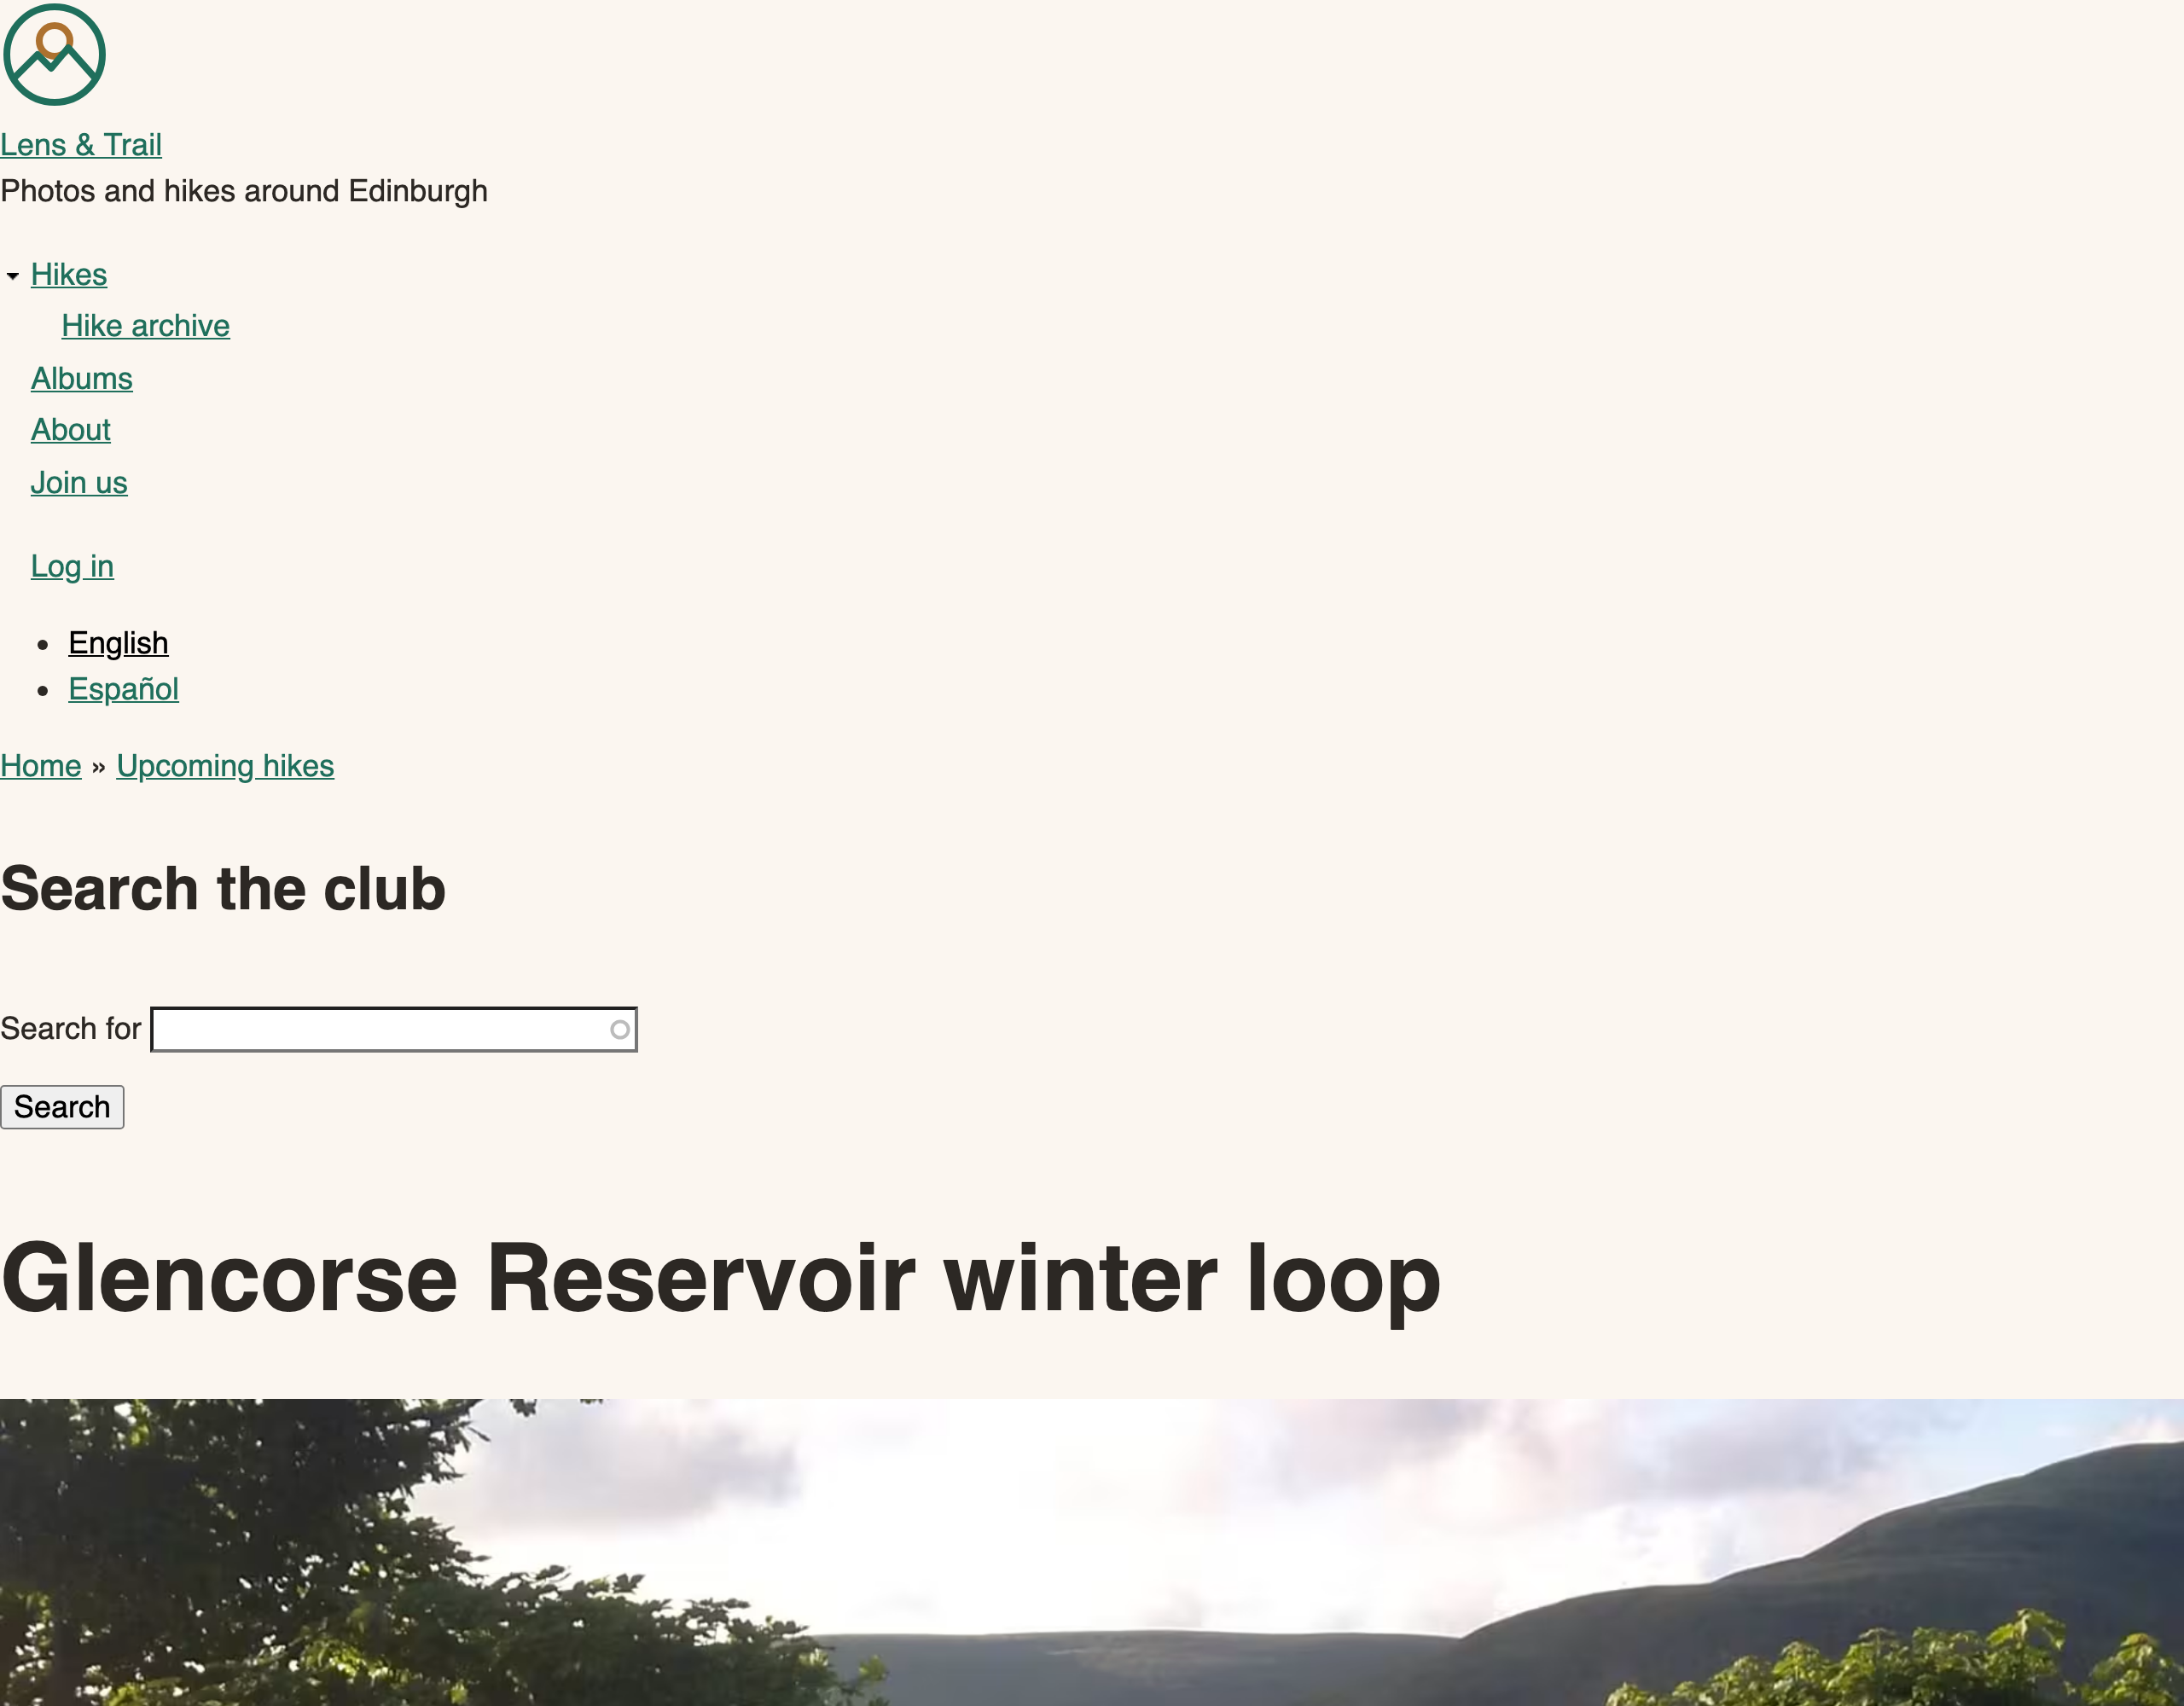 Lens & Trail
Photos and hikes around Edinburgh
Hikes
Hike archive
Albums
About
Join us
Log in
English
Español
Home » Upcoming hikes
Search the club
Search for
Search
Glencorse Reservoir winter loop